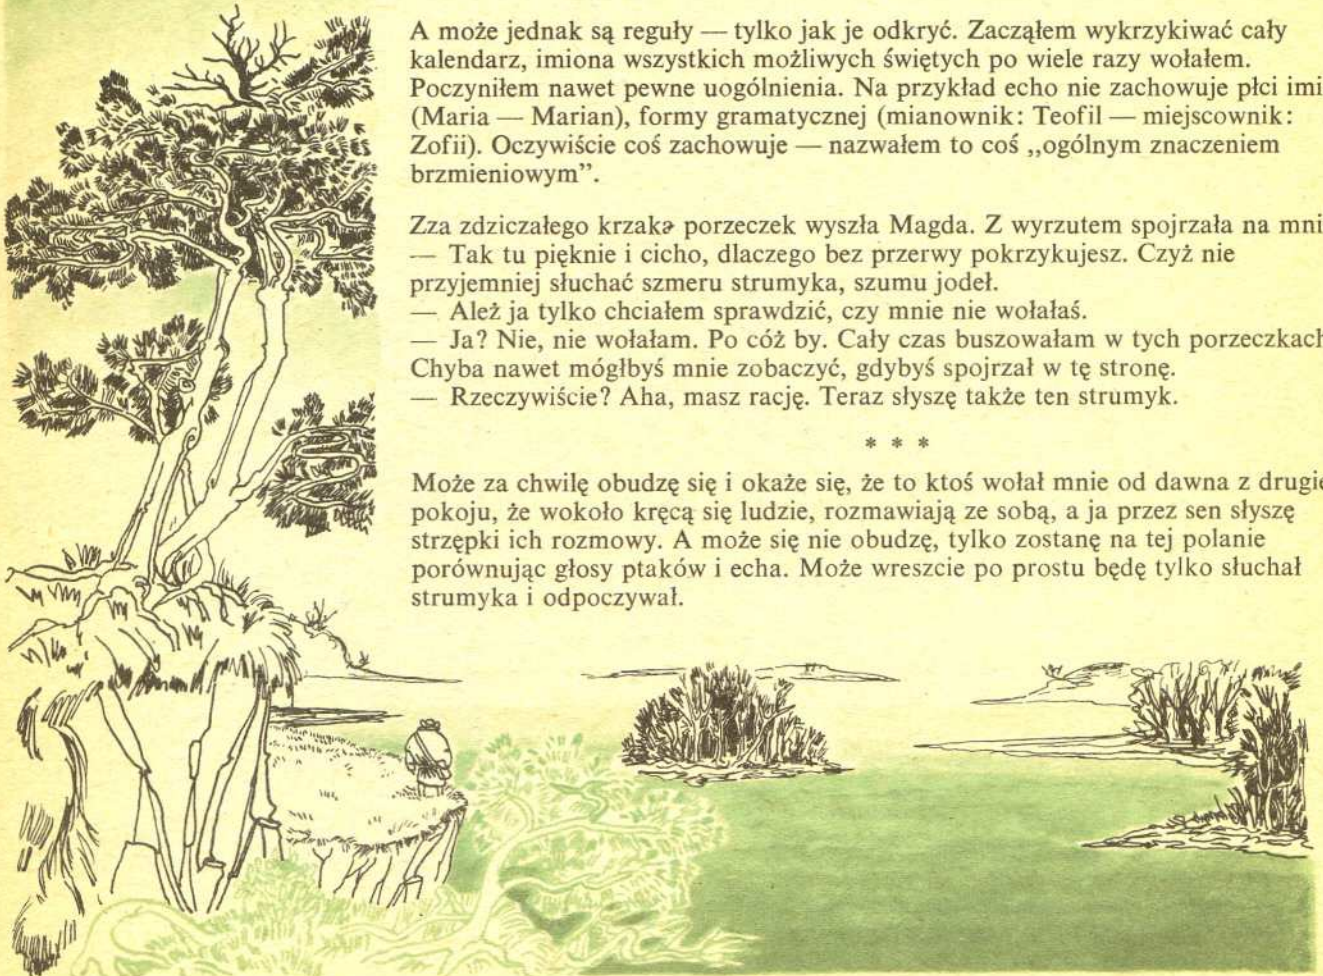 A może jednak są reguły — tylko jak je odkryć. Zacząłem wykrzykiwać cały
kalendarz, imiona wszystkich możliwych świętych po wiele razy wołałem.
Poczyniłem nawet pewne uogólnienia. Na przykład echo nie zachowuje płci imi
(Maria — Marian), formy gramatycznej (mianownik: Teofil — miejscownik:
Zofii). Oczywiście coś zachowuje — nazwałem to coś „ogólnym znaczeniem
brzmieniowym”.
Zza zdziczałego krzaka porzeczek wyszła Magda. Z wyrzutem spojrzała na mni
— Tak tu pięknie i cicho, dlaczego bez przerwy pokrzykujesz. Czyż nie
przyjemniej słuchać szmeru strumyka, szumu jodeł.
— Ależ ja tylko chciałem sprawdzić, czy mnie nie wołałaś.
— Ja? Nie, nie wołałam. Po cóż by. Cały czas buszowałam w tych porzeczkach
Chyba nawet mógłbyś mnie zobaczyć, gdybyś spojrzał w tę stronę.
— Rzeczywiście? Aha, masz rację. Teraz słyszę także ten strumyk.
* * *
Może za chwilę obudzę się i okaże się, że to ktoś wołał mnie od dawna z drugie
pokoju, że wokoło kręcą się ludzie, rozmawiają ze sobą, a ja przez sen słyszę
strzępki ich rozmowy. A może się nie obudzę, tylko zostanę na tej polanie
porównując głosy ptaków i echa. Może wreszcie po prostu będę tylko słuchał
strumyka i odpoczywał.